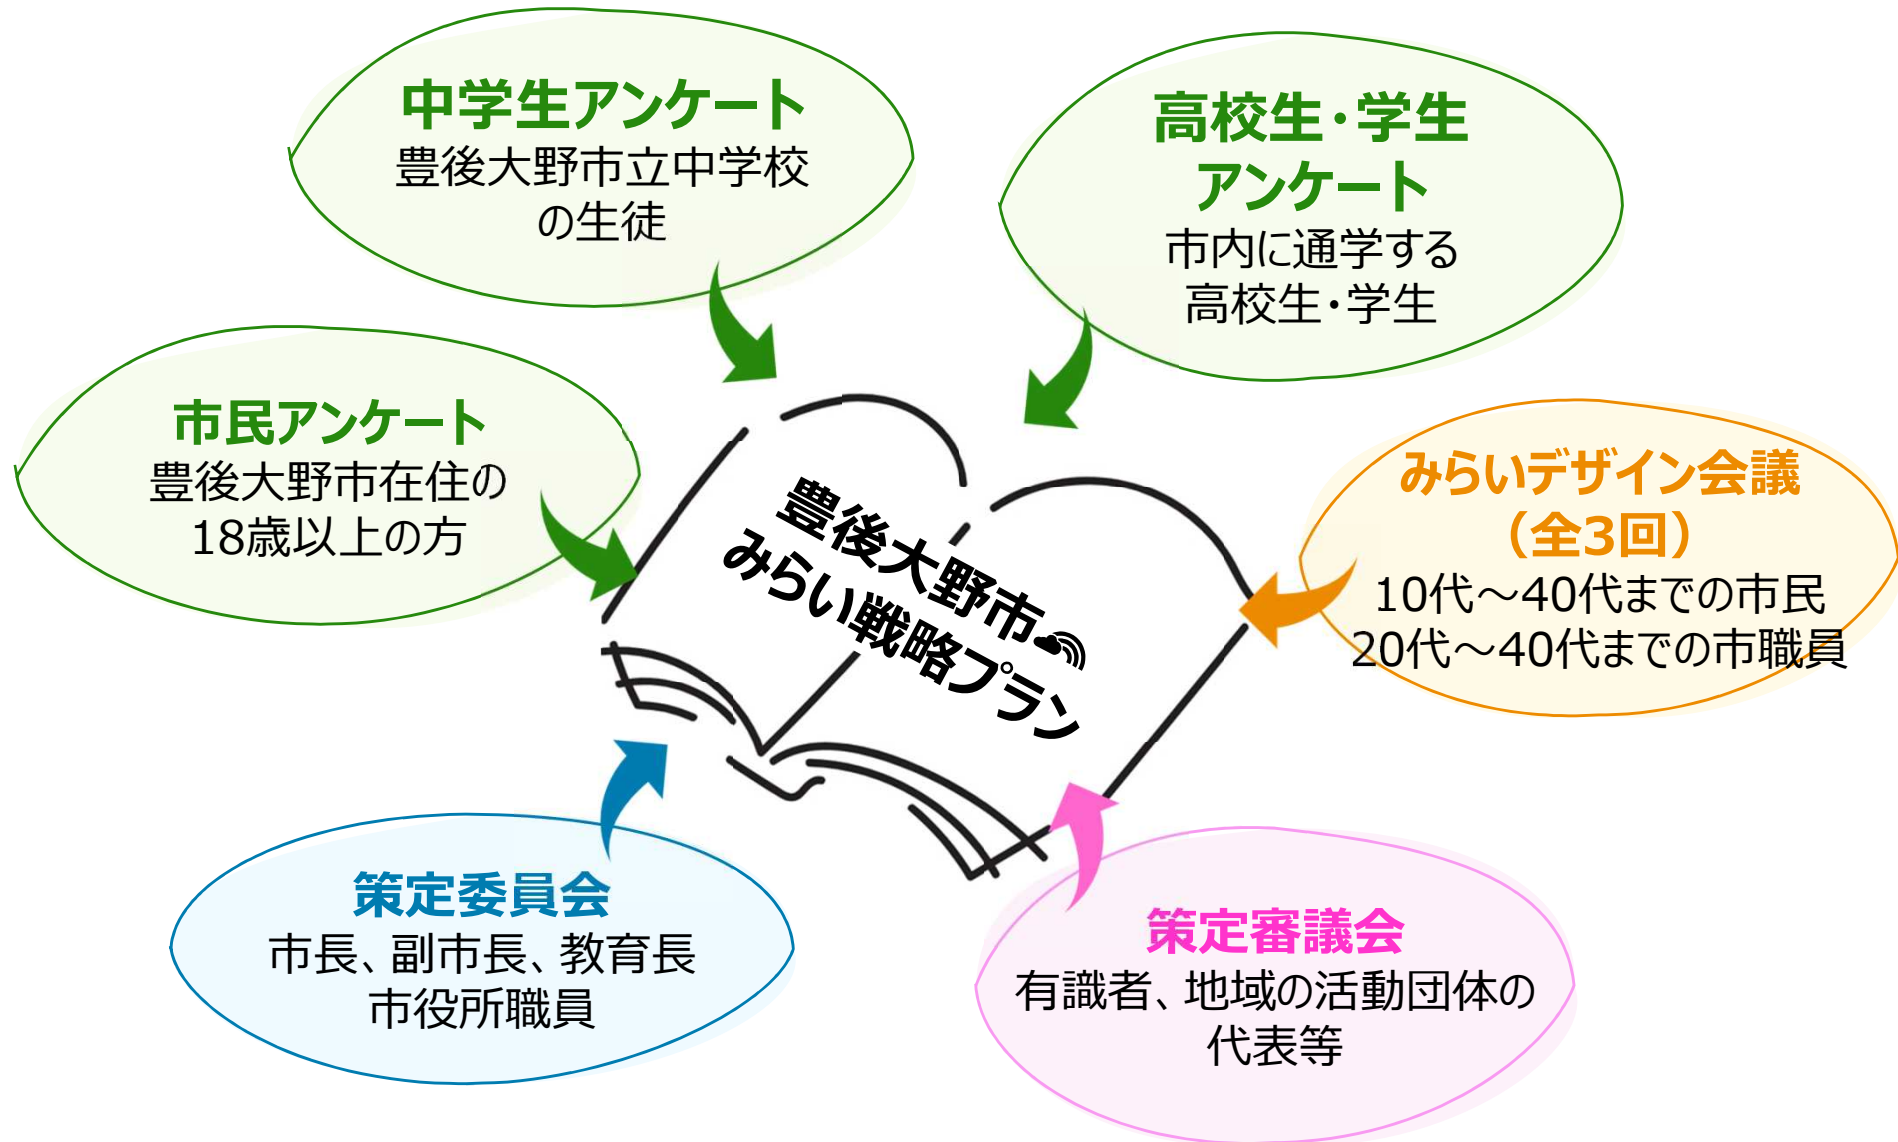 中学生アンケート
豊後大野市立中学校
の生徒
高校生・学生
アンケート
市内に通学する
高校生・学生
市民アンケート
豊後大野市在住の
18歳以上の方
みらいデザイン会議
（全3回）
10代～40代までの市民
20代～40代までの市職員
豊後大野市
みらい戦略プラン
策定委員会
市長、副市長、教育長
市役所職員
策定審議会
有識者、地域の活動団体の
代表等